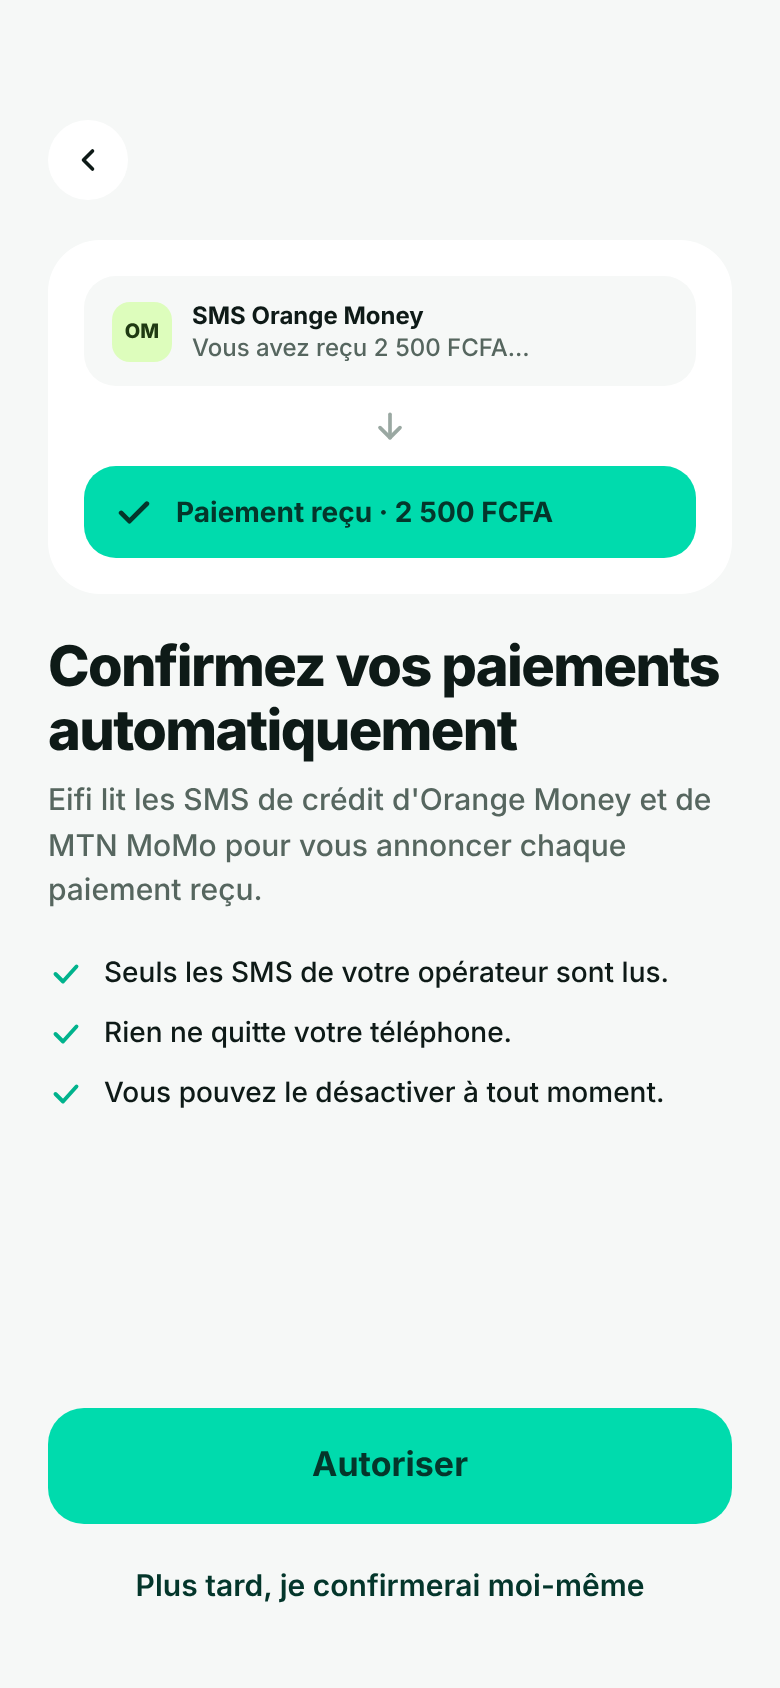 OM
SMS Orange Money
Vous avez reçu 2 500 FCFA...
Paiement reçu · 2 500 FCFA
Confirmez vos paiements
automatiquement
Eifi lit les SMS de crédit d'Orange Money et de
MTN MoMo pour vous annoncer chaque
paiement reçu.
Seuls les SMS de votre opérateur sont lus.
Rien ne quitte votre téléphone.
Vous pouvez le désactiver à tout moment.
Autoriser
Plus tard, je confirmerai moi-même